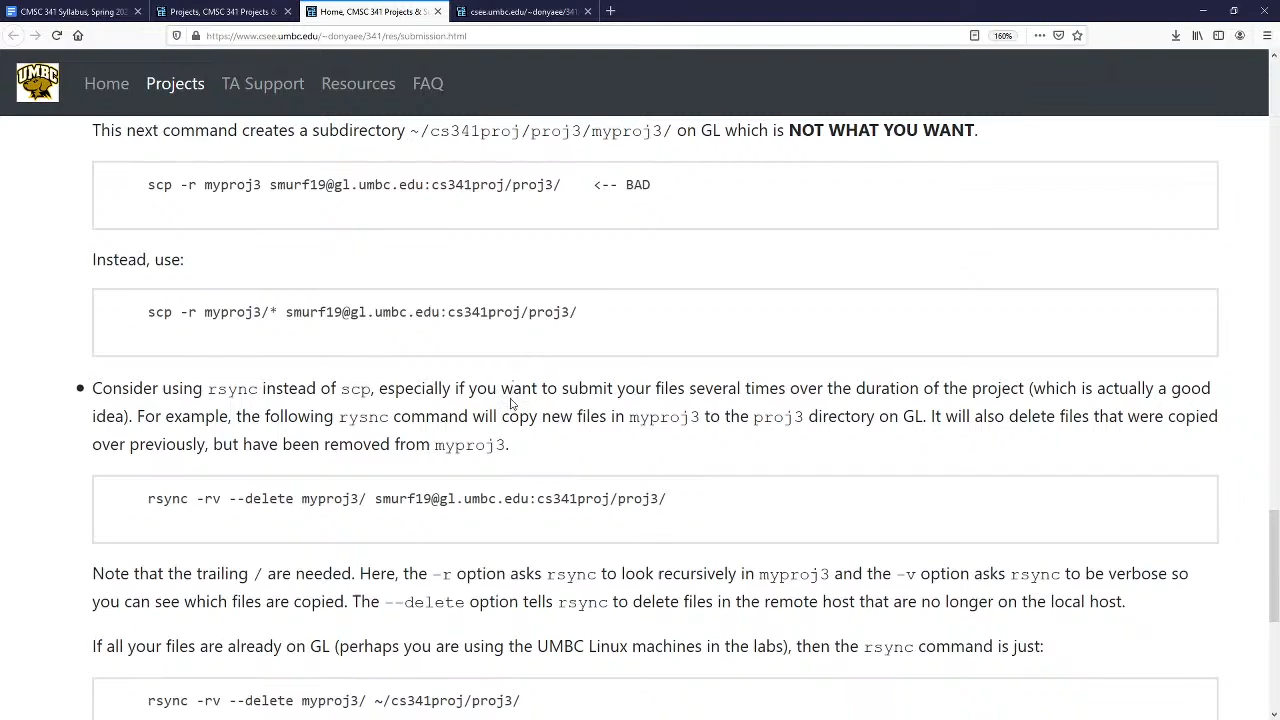 CMSC 341 Syllabus, Spring 202
Projects, CMSC 341 Projects &
Home, CMSC 341 Projects & S
csee.umbc.edu/~donyaee/341
https://www.csee.umbc.edu/~donyaee/341/res/submission.html
160%
UMBC
Home
Projects
TA Support
Resources
FAQ
This next command creates a subdirectory ~/cs341proj/proj3/myproj3/ on GL which is NOT WHAT YOU WANT.
scp -r myproj3 smurf19@gl.umbc.edu:cs341proj/proj3/    <-- BAD
Instead, use:
scp -r myproj3/* smurf19@gl.umbc.edu:cs341proj/proj3/
Consider using rsync instead of scp, especially if you want to submit your files several times over the duration of the project (which is actually a good
idea). For example, the following rysnc command will copy new files in myproj3 to the proj3 directory on GL. It will also delete files that were copied
over previously, but have been removed from myproj3.
rsync -rv --delete myproj3/ smurf19@gl.umbc.edu:cs341proj/proj3/
Note that the trailing / are needed. Here, the -r option asks rsync to look recursively in myproj3 and the -v option asks rsync to be verbose so
you can see which files are copied. The --delete option tells rsync to delete files in the remote host that are no longer on the local host.
If all your files are already on GL (perhaps you are using the UMBC Linux machines in the labs), then the rsync command is just:
rsync -rv --delete myproj3/ ~/cs341proj/proj3/